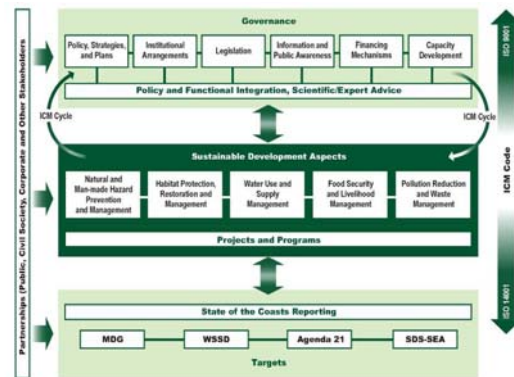 Governance
Policy, Strategies,
and Plans
Institutional
Arrangements
Legislation
Information and
Public Awareness
Financing
Mechanisms
Capacity
Development
Policy and Functional Integration, Scientific/Expert Advice
ICM Cycle
ICM Cycle
Sustainable Development Aspects
Natural and
Man-made Hazard
Prevention
and Management
Habitat Protection,
Restoration and
Management
Water Use and
Supply
Management
Food Security
and Livelihood
Management
Pollution Reduction
and Waste
Management
Projects and Programs
State of the Coasts Reporting
MDG
WSSD
Agenda 21
SDS-SEA
Targets
Partnerships (Public, Civil Society, Corporate and Other Stakeholders
ISO 9001
ICM Code
ISO 14001